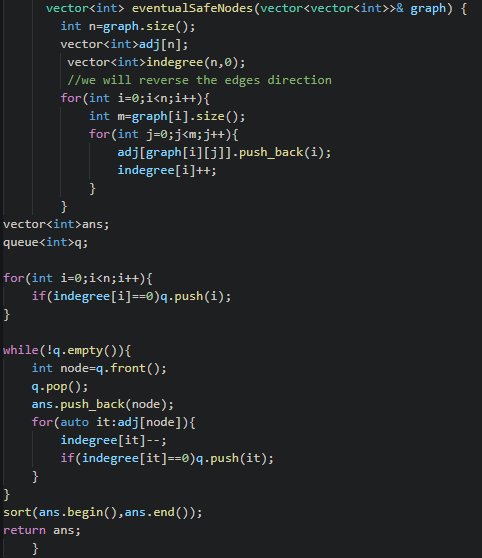 vector<int> eventualSafeNodes(vector<vector<int>>& graph) {
int n=graph.size();
vector<int>adj[n];
vector<int>indegree(n,0);
//we will reverse the edges direction
for(int i=0;i<n;i++){
int m=graph[i].size();
for(int j=0;j<m;j++){
adj[graph[i][j]].push_back(i);
indegree[i]++;
}
}
vector<int>ans;
queue<int>q;
for(int i=0;i<n;i++){
if(indegree[i]==0)q.push(i);
}
while(!q.empty()){
int node=q.front();
q.pop();
ans.push_back(node);
for(auto it:adj[node]){
indegree[it]--;
if(indegree[it]==0)q.push(it);
}
}
sort(ans.begin(),ans.end());
return ans;
}